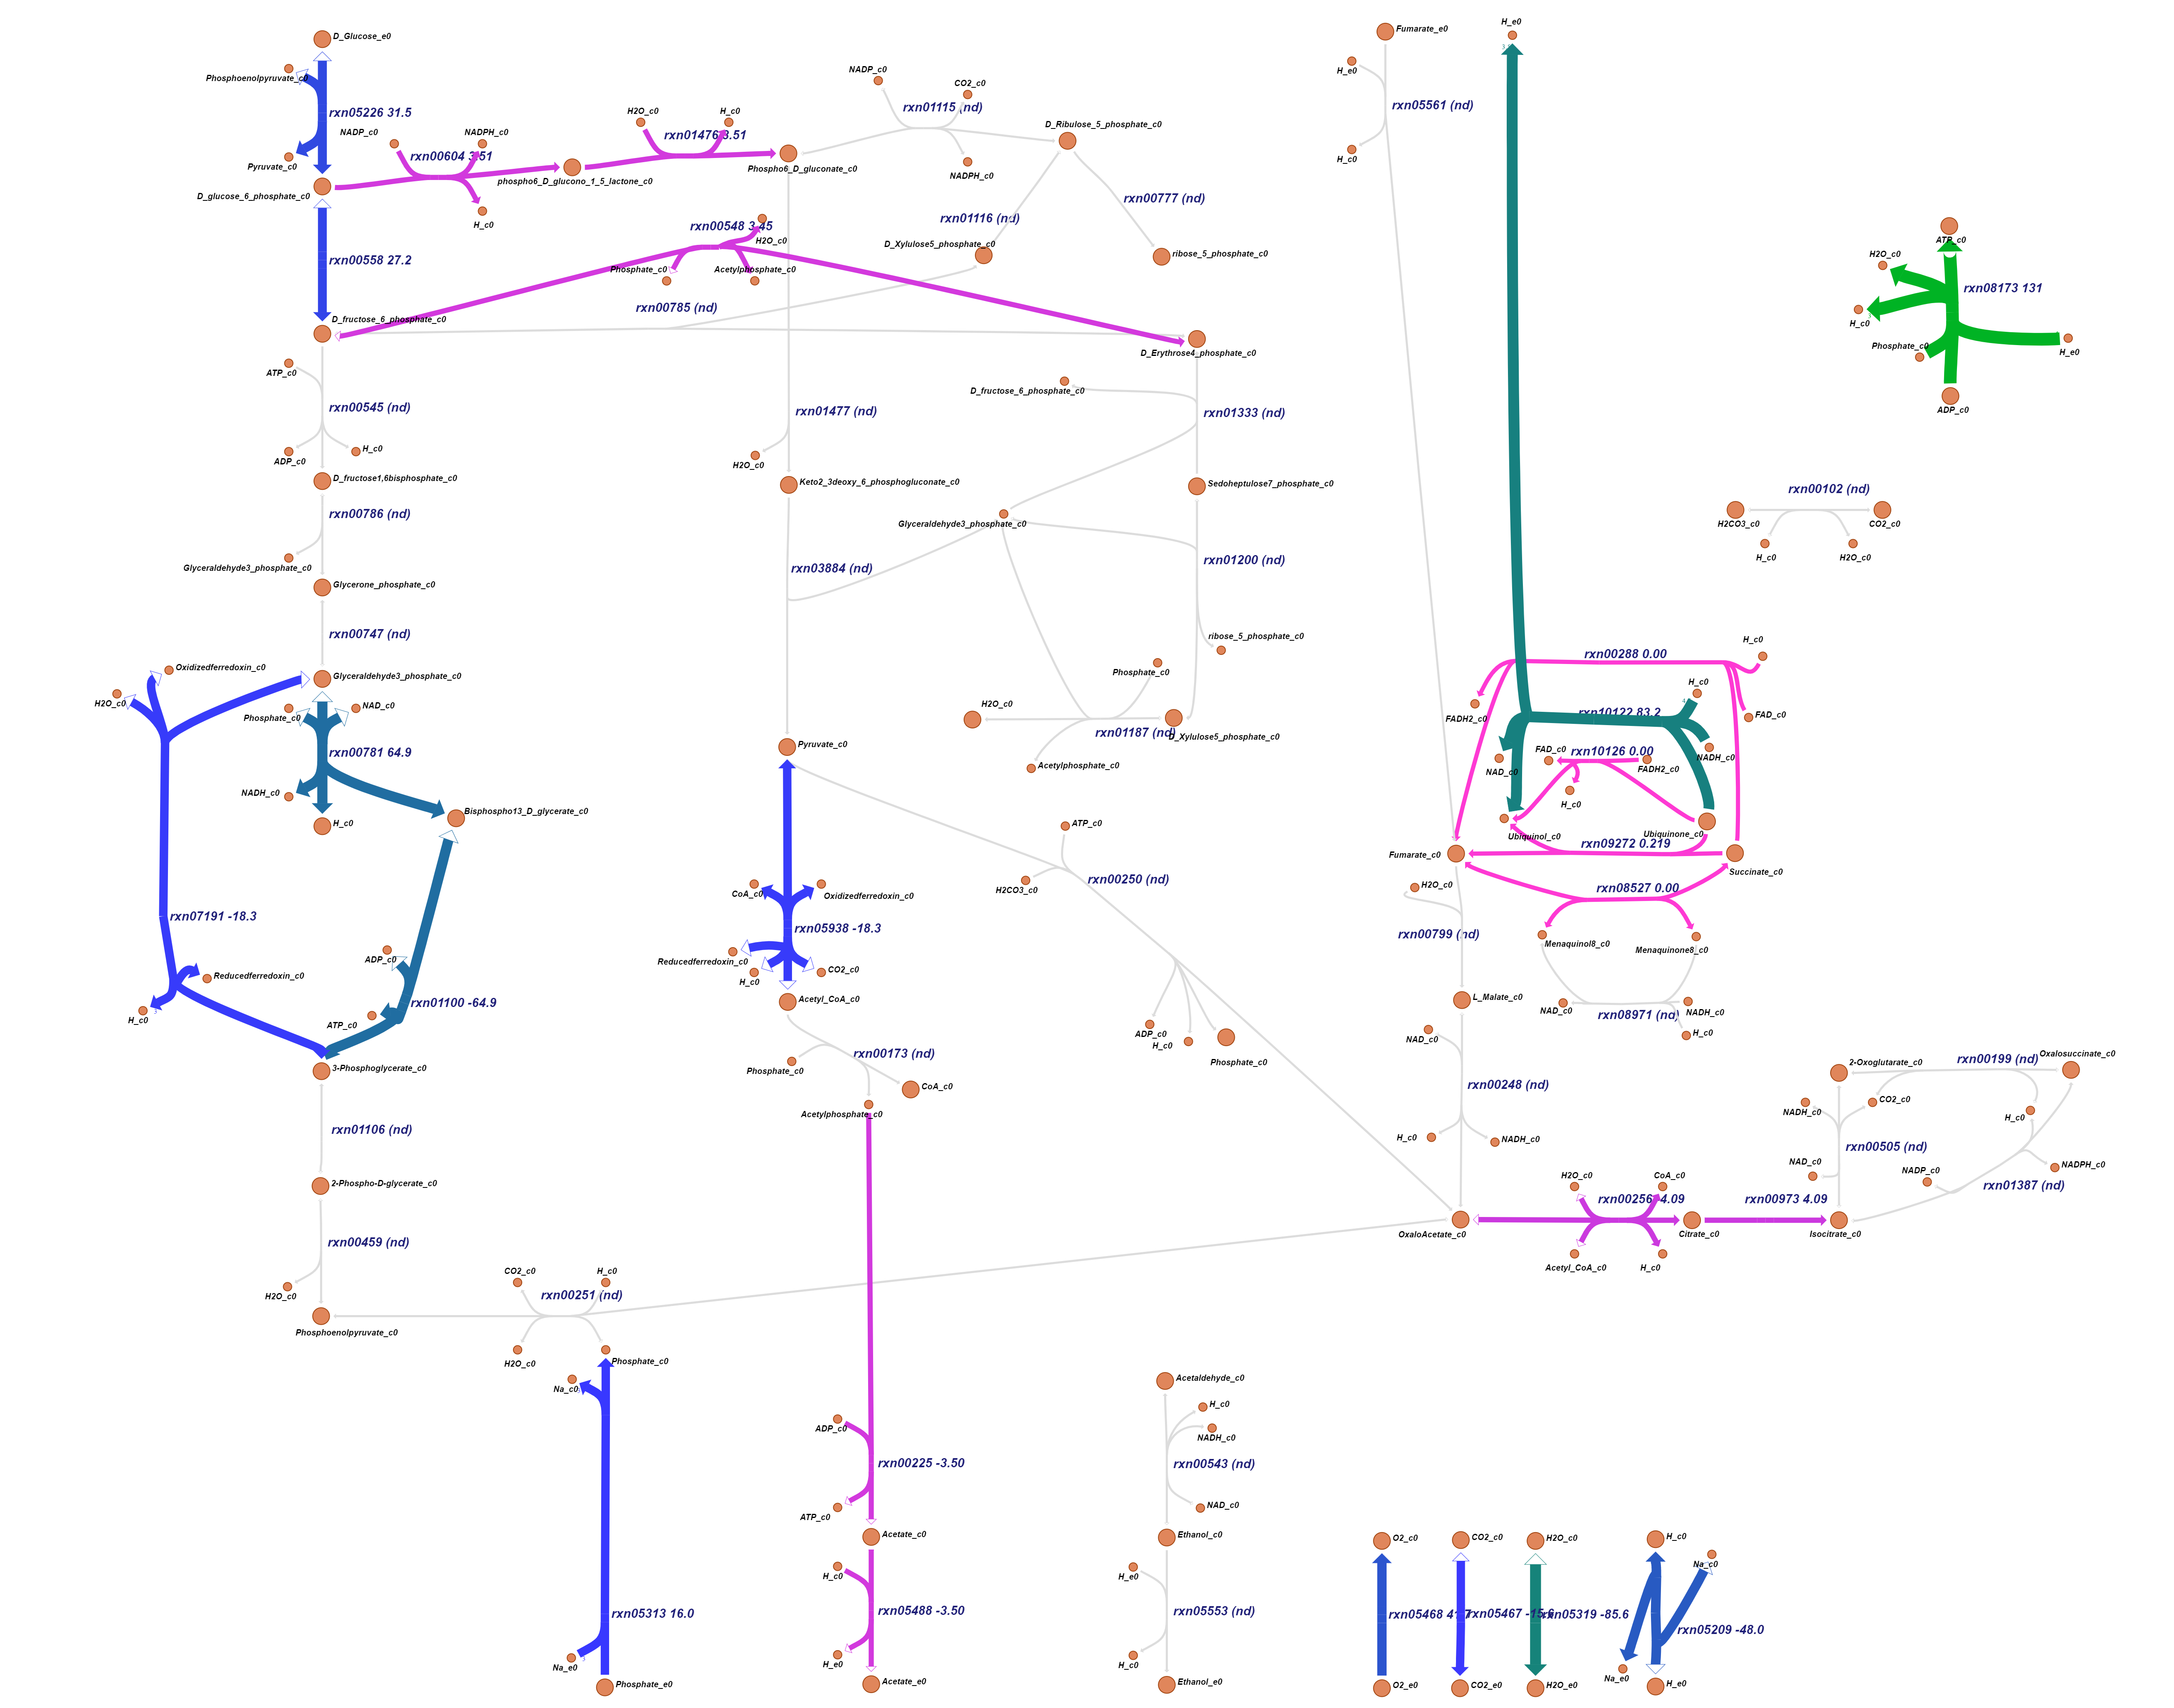 D_Glucose_e0
Phosphoenolpyruvate_c0
rxn05226 31.5
Pyruvate_c0
D_glucose_6_phosphate_c0
NADP_c0
NADPH_c0
rxn00604 3.51
H_c0
phospho6_D_glucono_1_5_lactone_c0
H2O_c0
H_c0
rxn01476 3.51
Phospho6_D_gluconate_c0
NADP_c0
CO2_c0
rxn01115 (nd)
NADPH_c0
D_Ribulose_5_phosphate_c0
rxn01116 (nd)
rxn00777 (nd)
D_Xylulose5_phosphate_c0
ribose_5_phosphate_c0
rxn00558 27.2
rxn00548 3.45
H2O_c0
Phosphate_c0
Acetylphosphate_c0
rxn00785 (nd)
D_fructose_6_phosphate_c0
D_Erythrose4_phosphate_c0
ATP_c0
rxn00545 (nd)
ADP_c0
H_c0
D_fructose1,6bisphosphate_c0
rxn00786 (nd)
Glyceraldehyde3_phosphate_c0
Glycerone_phosphate_c0
rxn00747 (nd)
Glyceraldehyde3_phosphate_c0
Oxidizedferredoxin_c0
H2O_c0
Phosphate_c0
NAD_c0
rxn00781 64.9
NADH_c0
H_c0
Bisphospho13_D_glycerate_c0
rxn07191 -18.3
Reducedferredoxin_c0
H_c0
ADP_c0
rxn01100 -64.9
ATP_c0
3-Phosphoglycerate_c0
rxn01106 (nd)
2-Phospho-D-glycerate_c0
rxn00459 (nd)
H2O_c0
Phosphoenolpyruvate_c0
CO2_c0
H_c0
rxn00251 (nd)
H2O_c0
Phosphate_c0
Na_c0
rxn05313 16.0
Na_e0
Phosphate_e0
rxn01477 (nd)
H2O_c0
Keto2_3deoxy_6_phosphogluconate_c0
rxn03884 (nd)
Pyruvate_c0
D_fructose_6_phosphate_c0
rxn01333 (nd)
Sedoheptulose7_phosphate_c0
Glyceraldehyde3_phosphate_c0
rxn01200 (nd)
ribose_5_phosphate_c0
Phosphate_c0
H2O_c0
rxn01187 (nd)
D_Xylulose5_phosphate_c0
Acetylphosphate_c0
CoA_c0
Oxidizedferredoxin_c0
rxn05938 -18.3
Reducedferredoxin_c0
H_c0
CO2_c0
Acetyl_CoA_c0
rxn00173 (nd)
Phosphate_c0
CoA_c0
Acetylphosphate_c0
ADP_c0
rxn00225 -3.50
ATP_c0
Acetate_c0
H_c0
rxn05488 -3.50
H_e0
Acetate_e0
ATP_c0
H2CO3_c0
rxn00250 (nd)
ADP_c0
H_c0
Phosphate_c0
Acetaldehyde_c0
H_c0
NADH_c0
rxn00543 (nd)
NAD_c0
Ethanol_c0
H_e0
rxn05553 (nd)
H_c0
Ethanol_e0
Fumarate_e0
H_e0
rxn05561 (nd)
H_c0
H_e0
ATP_c0
H2O_c0
rxn08173 131
H_c0
Phosphate_c0
H_e0
ADP_c0
rxn00102 (nd)
H2CO3_c0
CO2_c0
H_c0
H2O_c0
H_c0
rxn00288 0.00
H_c0
FADH2_c0
rxn10122 83.2
FAD_c0
FAD_c0
rxn10126 0.00
NADH_c0
NAD_c0
FADH2_c0
H_c0
Ubiquinol_c0
Ubiquinone_c0
rxn09272 0.219
Fumarate_c0
Succinate_c0
rxn08527 0.00
H2O_c0
rxn00799 (nd)
Menaquinol8_c0
Menaquinone8_c0
NAD_c0
NADH_c0
rxn08971 (nd)
H_c0
L_Malate_c0
NAD_c0
rxn00248 (nd)
H_c0
NADH_c0
H2O_c0
CoA_c0
rxn00256 4.09
OxaloAcetate_c0
Citrate_c0
Acetyl_CoA_c0
H_c0
rxn00973 4.09
Isocitrate_c0
2-Oxoglutarate_c0
rxn00199 (nd)
Oxalosuccinate_c0
NADH_c0
CO2_c0
H_c0
rxn00505 (nd)
NAD_c0
NADP_c0
NADPH_c0
rxn01387 (nd)
O2_c0
CO2_c0
H2O_c0
H_c0
Na_c0
rxn05468 41.7
rxn05467 -15.6
rxn05319 -85.6
rxn05209 -48.0
Na_e0
O2_e0
CO2_e0
H2O_e0
H_e0